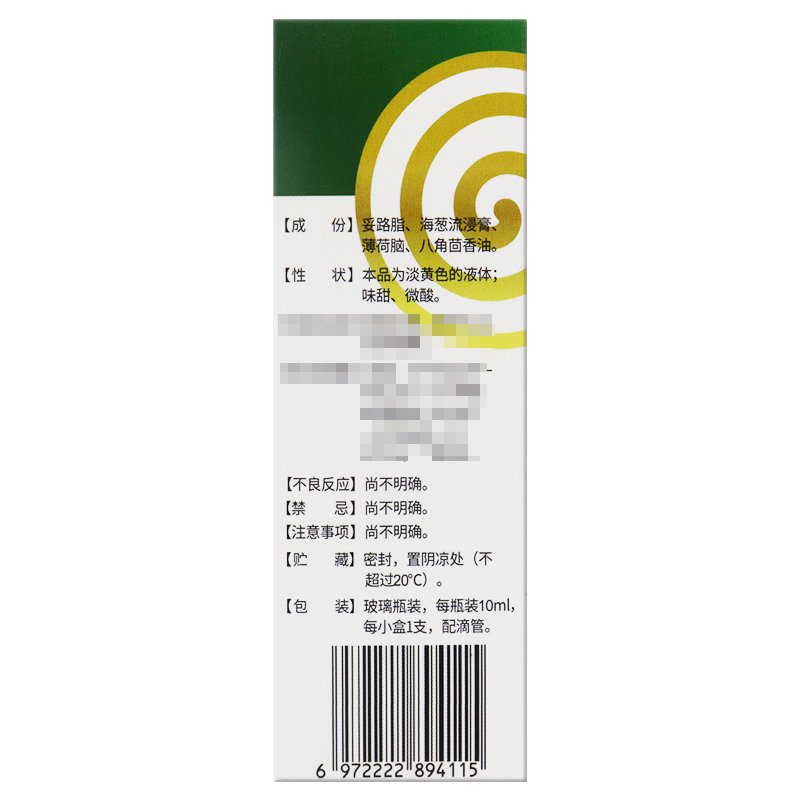 【成 份】妥路脂、海葱流浸膏、
薄荷脑、八角茴香油。
【性 状】本品为淡黄色的液体；
味甜、微酸。
【不良反应】尚不明确。
【禁 忌】尚不明确。
【注意事项】尚不明确。
【贮 藏】密封，置阴凉处（不
超过20℃）。
【包 装】玻璃瓶装，每瓶装10ml，
每小盒1支，配滴管。
6 972222 894115